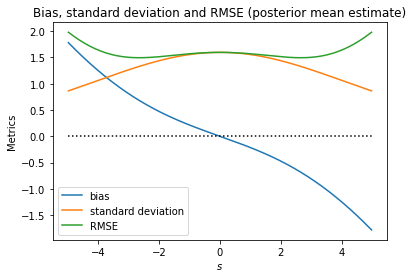 Bias, standard deviation and RMSE (posterior mean estimate)
2.0
1.5
1.0
0.5
0.0
−0.5
−1.0
−1.5
Metrics
bias
standard deviation
RMSE
−4 −2 0 2 4
s